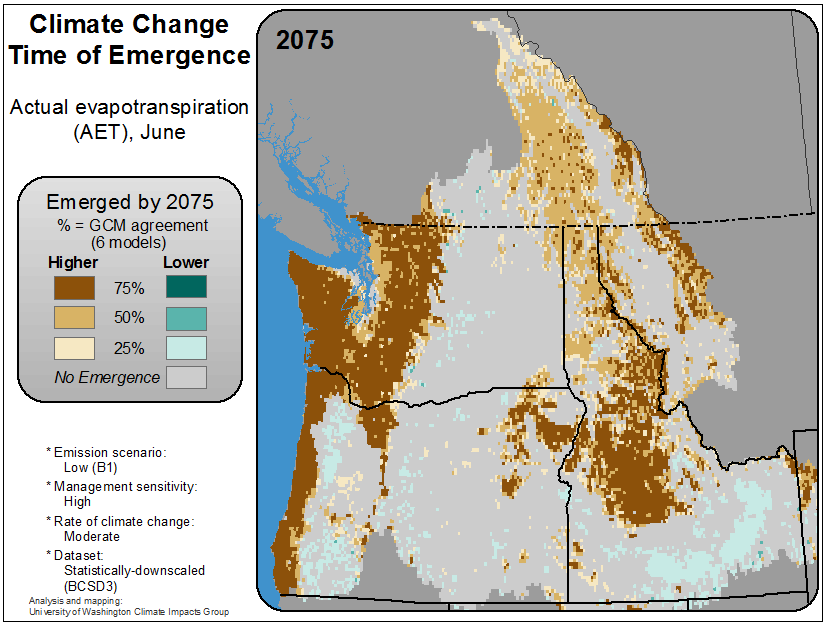 Climate Change
Time of Emergence
Actual evapotranspiration
(AET), June
Emerged by 2075
% = GCM agreement
(6 models)
Higher Lower
75%
50%
25%
No Emergence
* Emission scenario:
Low (B1)
* Management sensitivity:
High
* Rate of climate change:
Moderate
* Dataset:
Statistically-downscaled
(BCSD3)
Analysis and mapping:
University of Washington Climate Impacts Group
2075